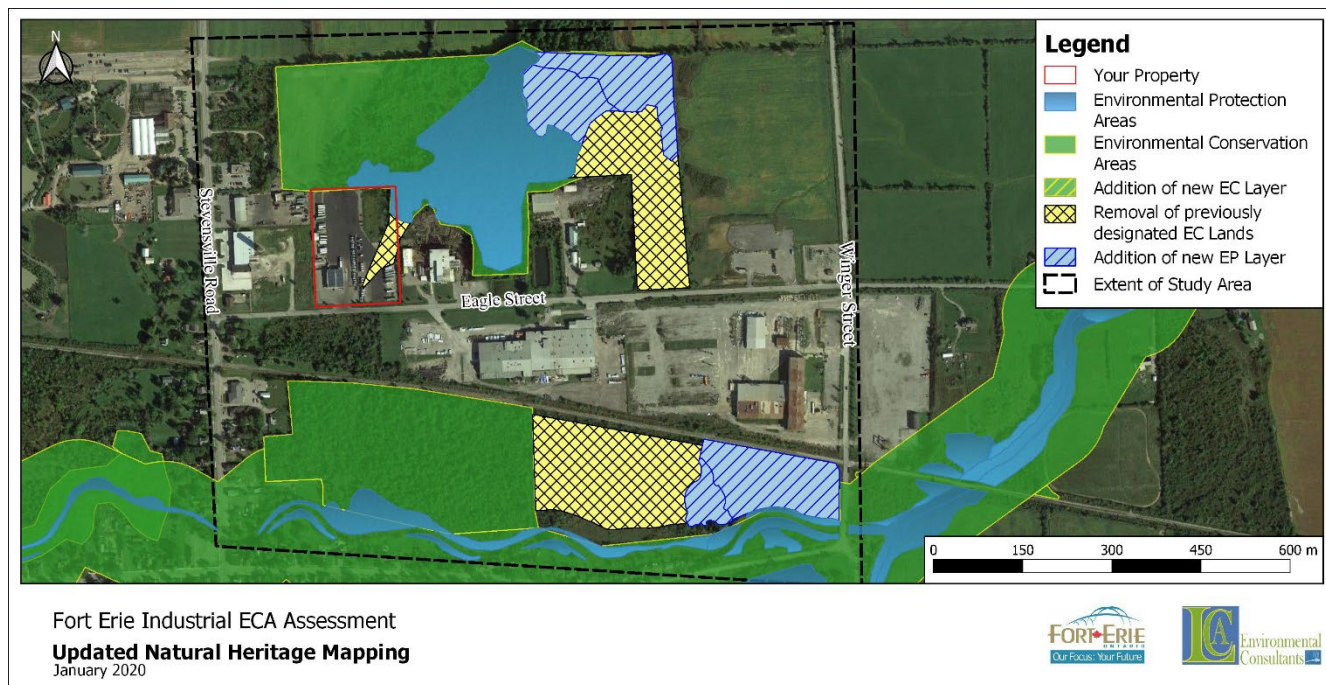 N
Stevensville Road
Eagle Street
Winger Street
Legend
Your Property
Environmental Protection
Areas
Environmental Conservation
Areas
Addition of new EC Layer
Removal of previously
designated EC Lands
Addition of new EP Layer
Extent of Study Area
0 150 300 450 600 m
Fort Erie Industrial ECA Assessment
Updated Natural Heritage Mapping
January 2020
FORT ERIE
ONTARIO
Our Focus: Your Future
LCA
Environmental
Consultants